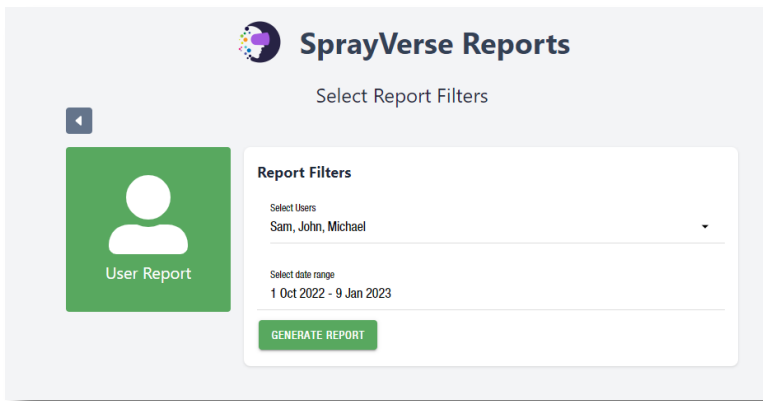 SprayVerse Reports
Select Report Filters
User Report
Report Filters
Select Users
Sam, John, Michael
Select date range
1 Oct 2022 - 9 Jan 2023
GENERATE REPORT